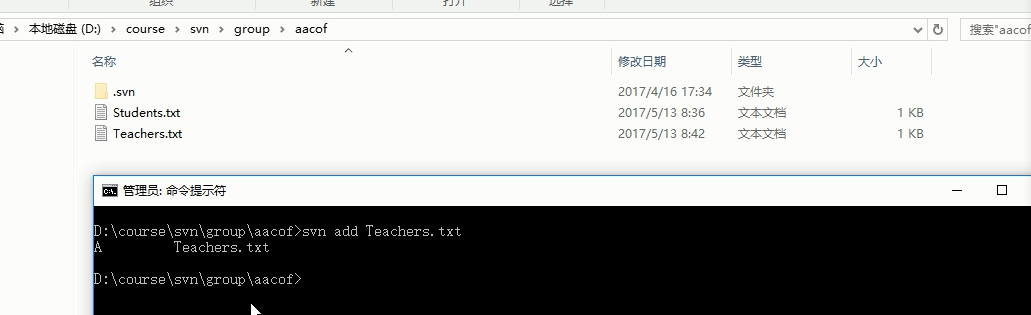 组织 新建 打开 选择
本地磁盘 (D:) › course › svn › group › aacof
搜索"aacof
名称 修改日期 类型 大小
.svn 2017/4/16 17:34 文件夹
Students.txt 2017/5/13 8:36 文本文档 1 KB
Teachers.txt 2017/5/13 8:42 文本文档 1 KB
C:\. 管理员: 命令提示符
D:\course\svn\group\aacof>svn add Teachers.txt
A         Teachers.txt
D:\course\svn\group\aacof>